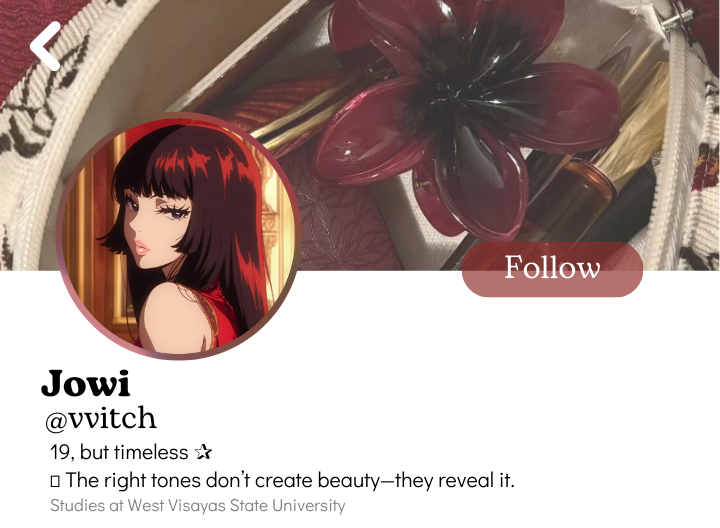 Follow
Jowi
@vvitch
19, but timeless ✰
▯ The right tones don’t create beauty—they reveal it.
Studies at West Visayas State University